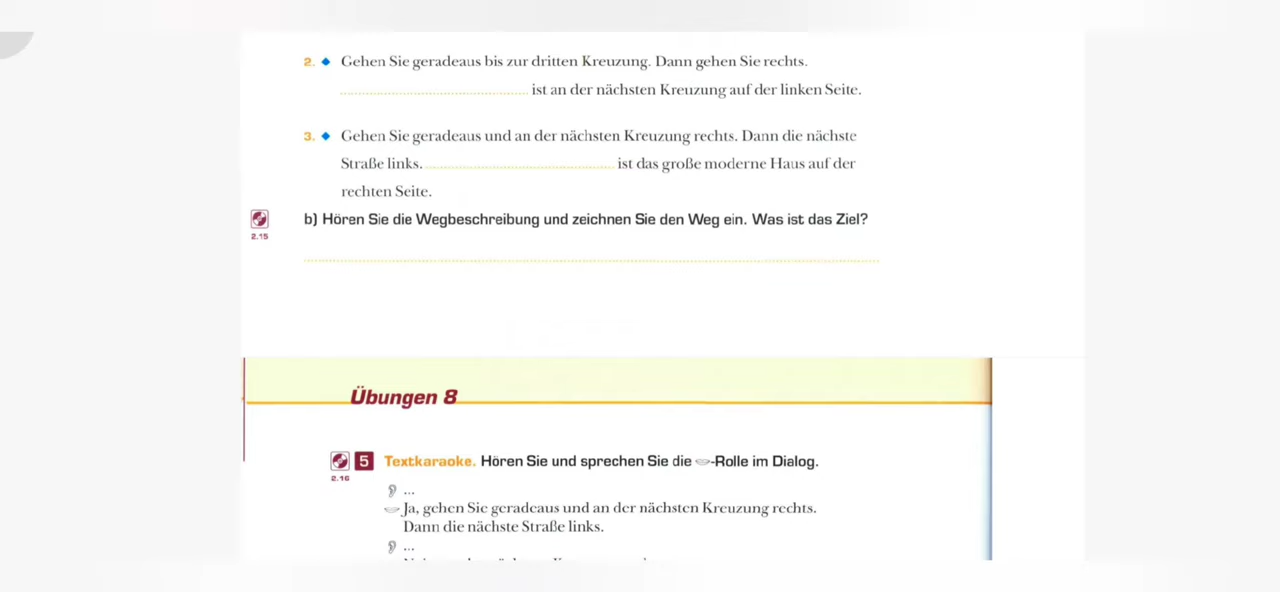 2. Gehen Sie geradeaus bis zur dritten Kreuzung. Dann gehen Sie rechts.
ist an der nächsten Kreuzung auf der linken Seite.
3. Gehen Sie geradeaus und an der nächsten Kreuzung rechts. Dann die nächste
Straße links. ist das große moderne Haus auf der
rechten Seite.
b) Hören Sie die Wegbeschreibung und zeichnen Sie den Weg ein. Was ist das Ziel?
2.15
Übungen 8
5 Textkaraoke. Hören Sie und sprechen Sie die -Rolle im Dialog.
2.16
...
Ja, gehen Sie geradeaus und an der nächsten Kreuzung rechts.
Dann die nächste Straße links.
...